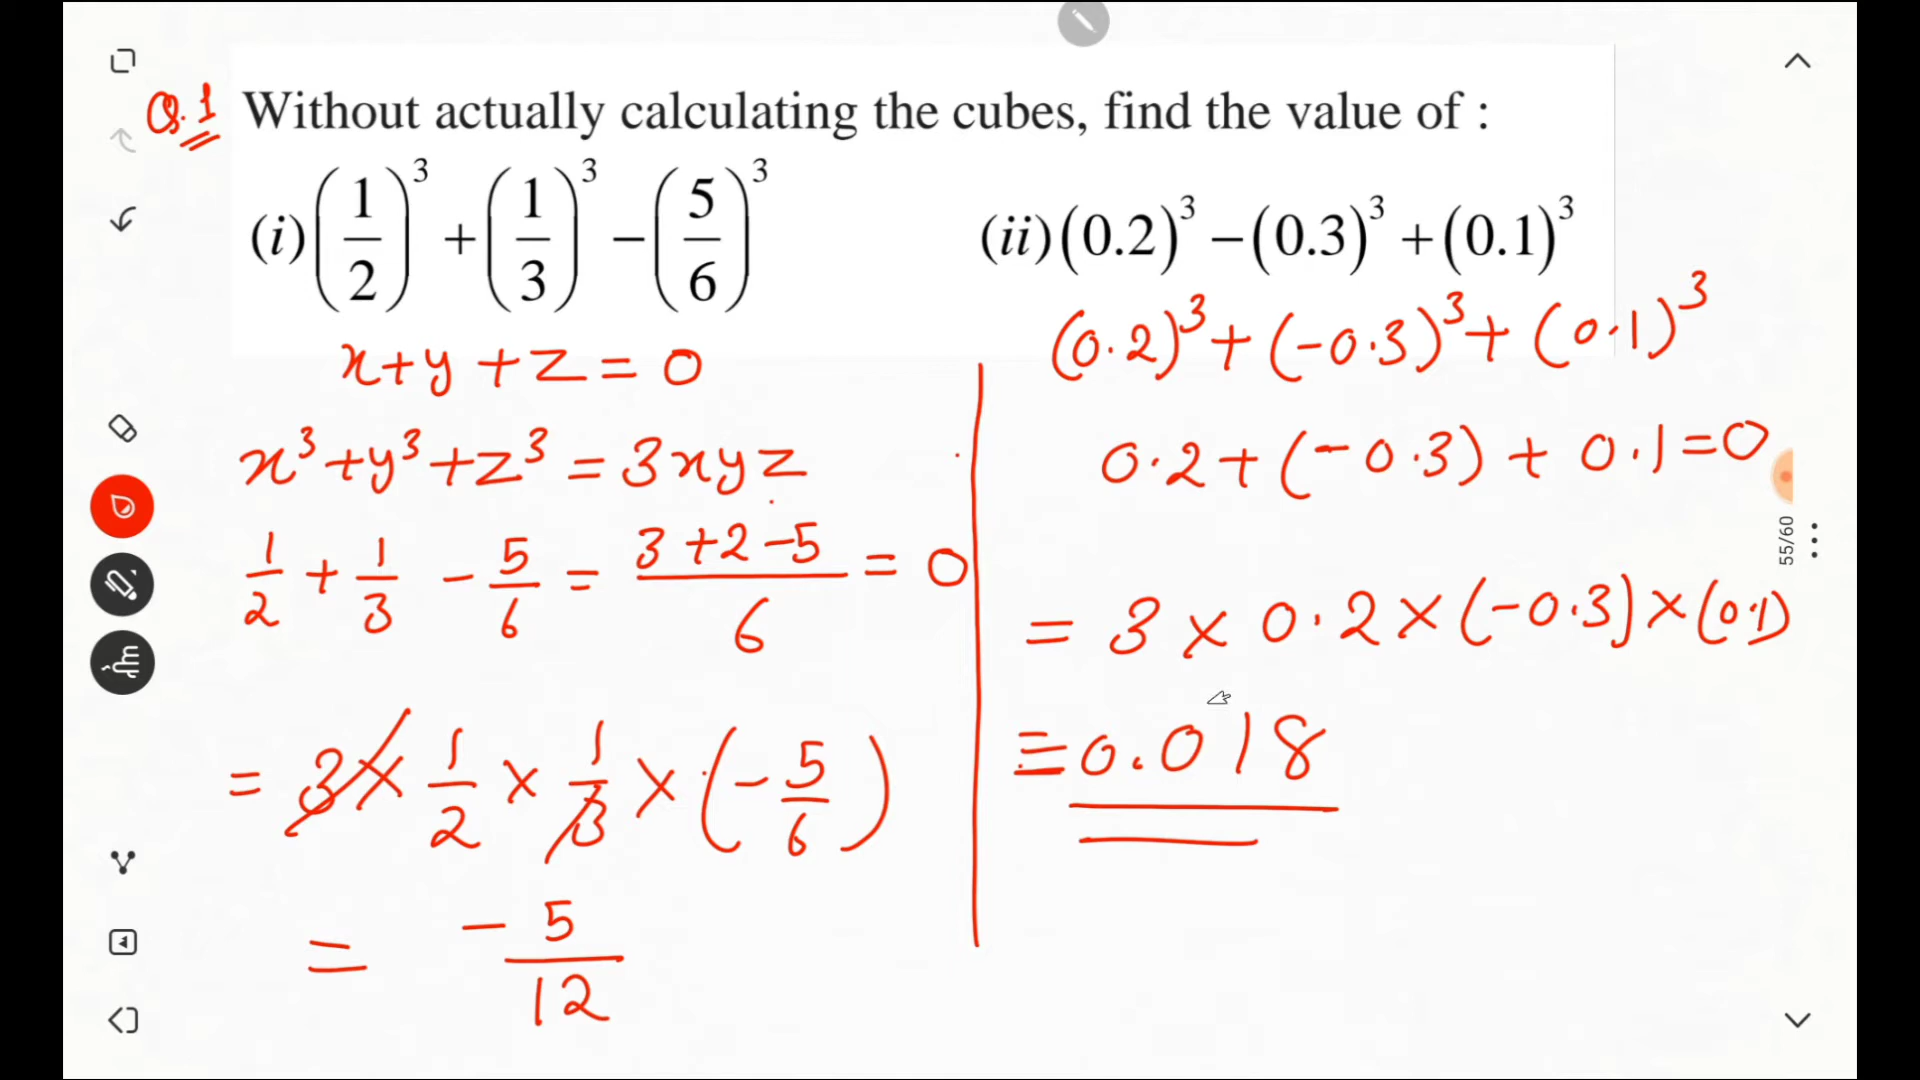 Q.1 Without actually calculating the cubes, find the value of :
(i) (1/2)³ + (1/3)³ − (5/6)³
(ii) (0.2)³ − (0.3)³ + (0.1)³
x+y+z = 0
x³+y³+z³ = 3xyz
1/2 + 1/3 − 5/6 = (3+2−5)/6 = 0
= 3 × 1/2 × 1/3 × (−5/6)
= −5/12
(0.2)³ + (−0.3)³ + (0.1)³
0.2 + (−0.3) + 0.1 = 0
= 3 × 0.2 × (−0.3) × (0.1)
= 0.018
55/60